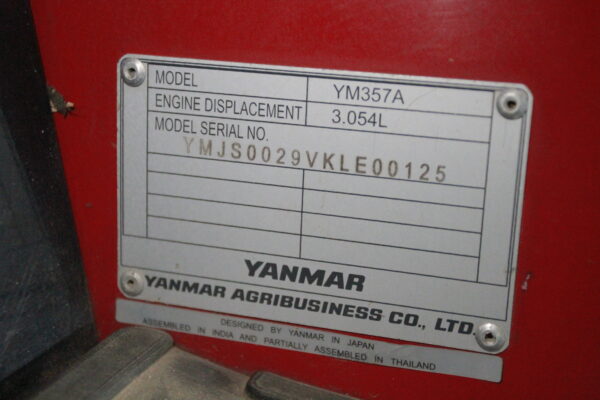 MODEL YM357A
ENGINE DISPLACEMENT 3.054L
MODEL SERIAL NO.
YMJS0029VKLE00125
YANMAR
YANMAR AGRIBUSINESS CO., LTD.
DESIGNED BY YANMAR IN JAPAN
ASSEMBLED IN INDIA AND PARTIALLY ASSEMBLED IN THAILAND